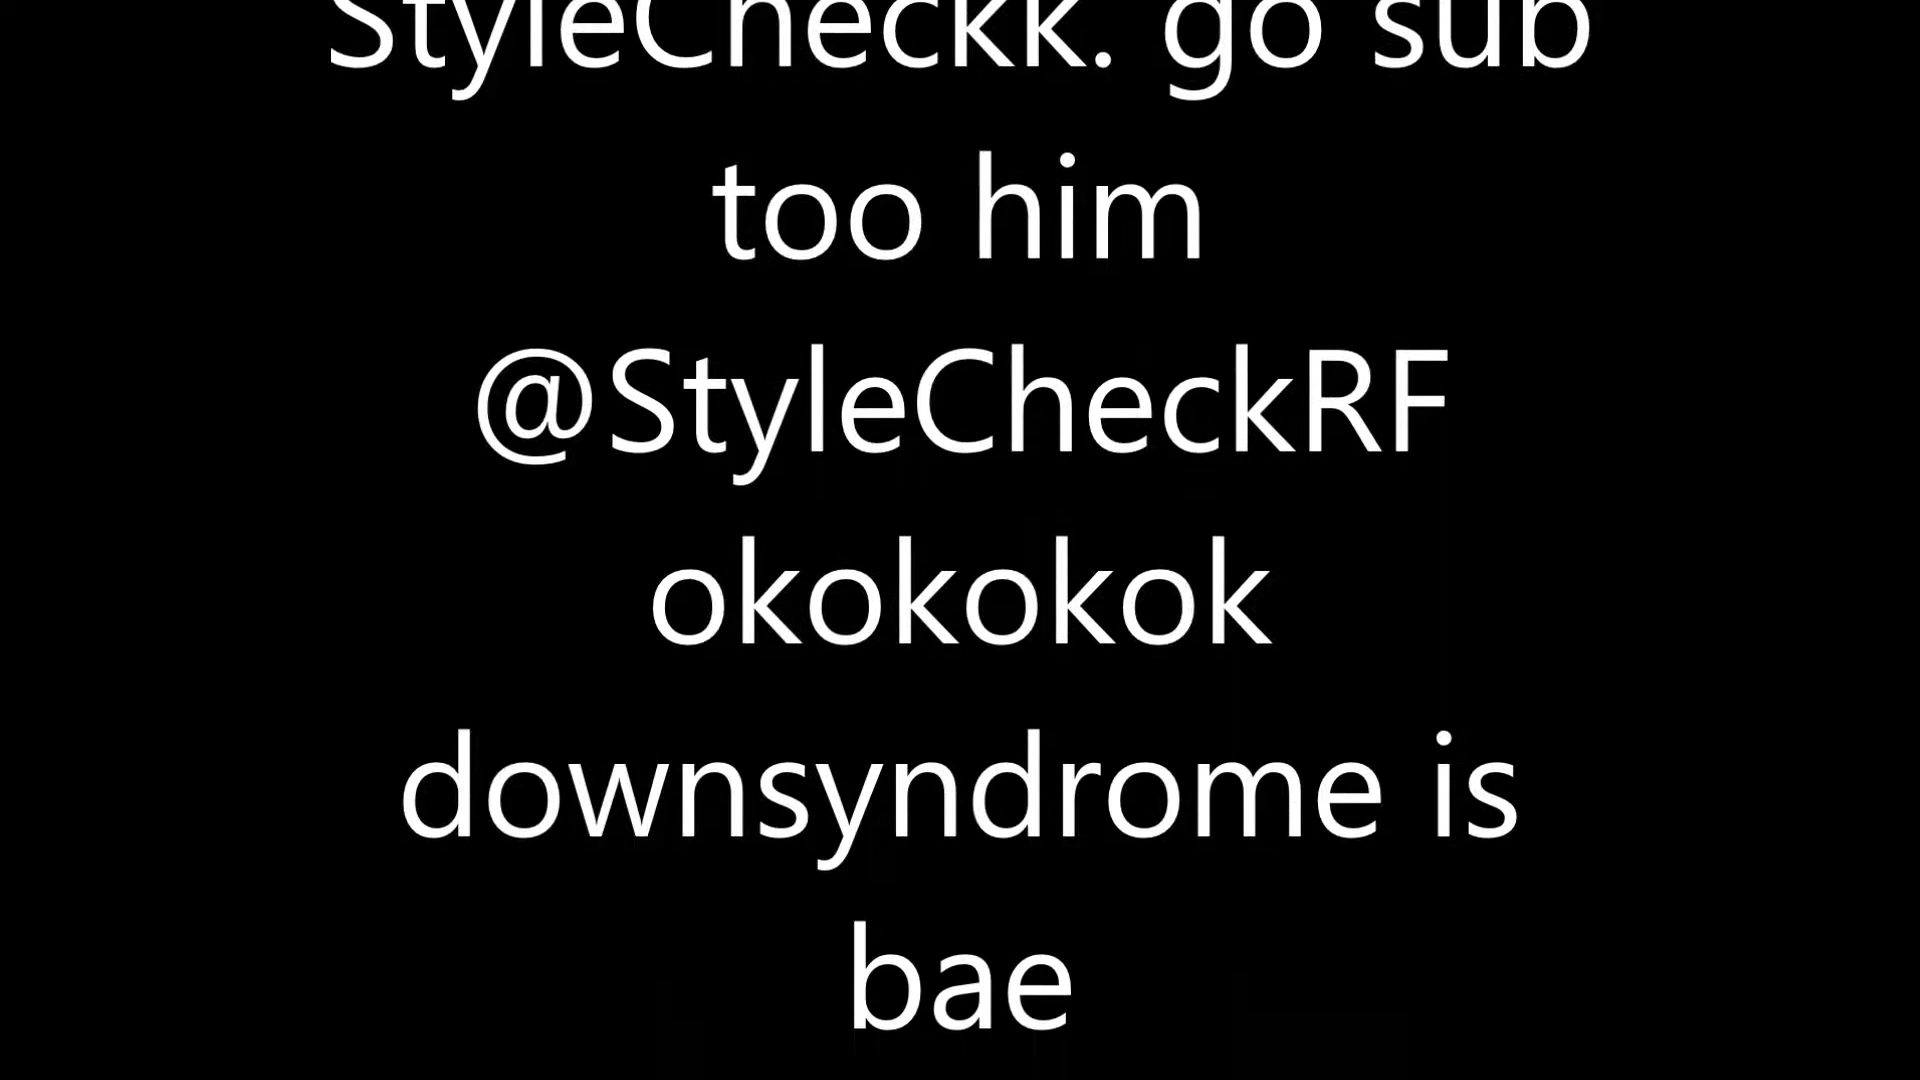 StyleCheckk. go sub
too him
@StyleCheckRF
okokokok
downsyndrome is
bae